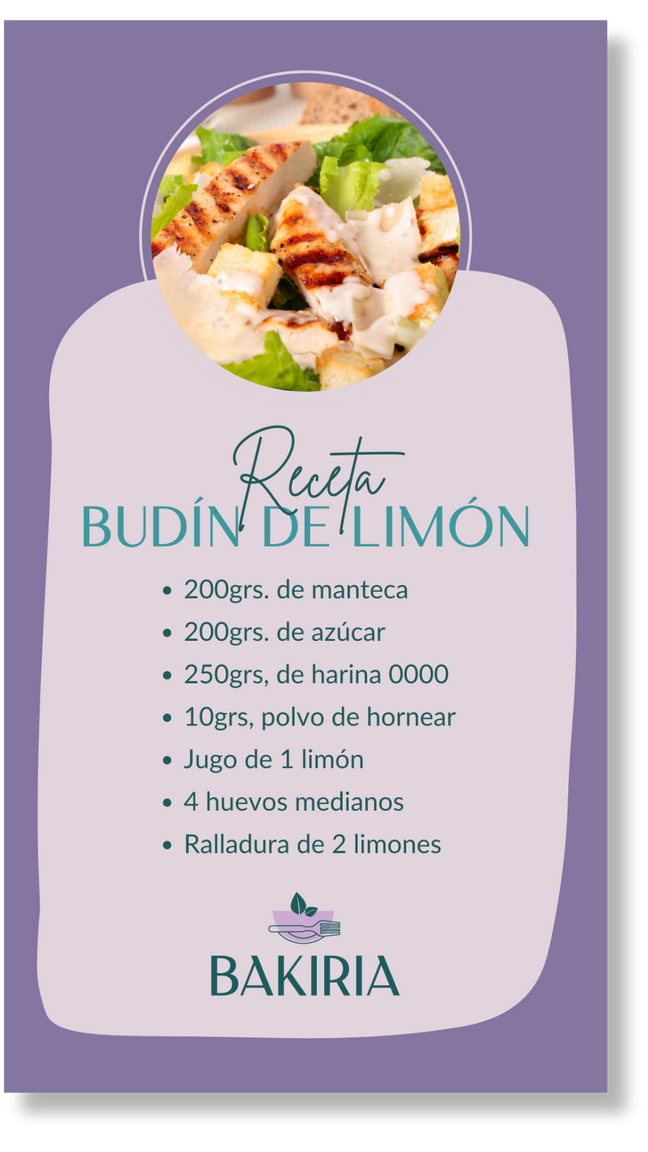 Receta
BUDÍN DE LIMÓN
• 200grs. de manteca
• 200grs. de azúcar
• 250grs, de harina 0000
• 10grs, polvo de hornear
• Jugo de 1 limón
• 4 huevos medianos
• Ralladura de 2 limones
BAKIRIA